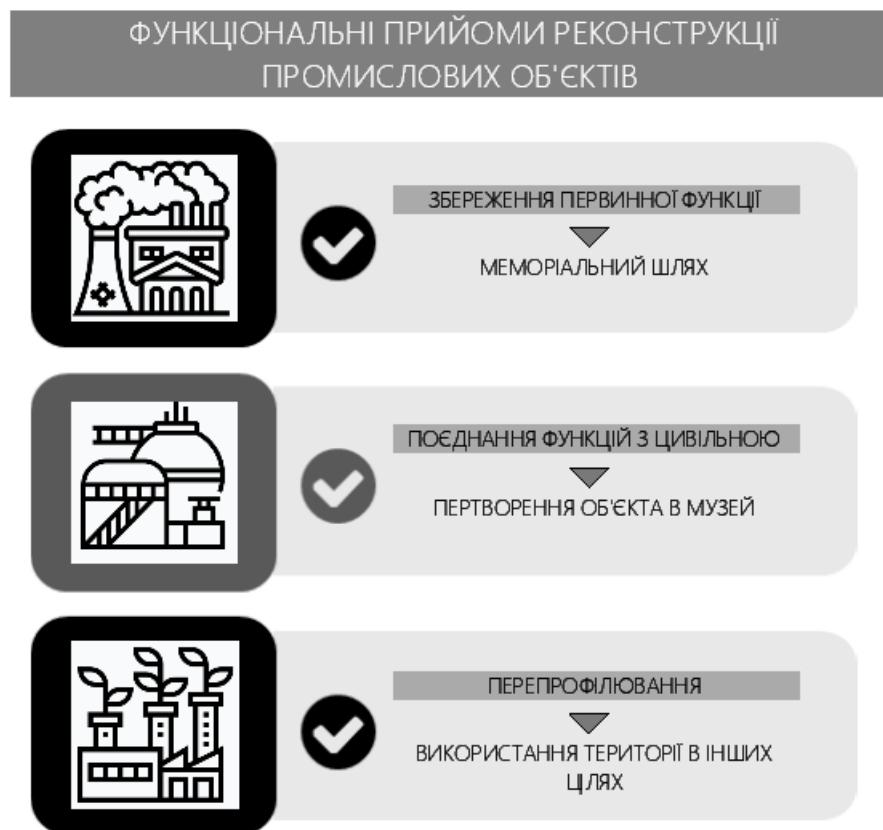 ФУНКЦІОНАЛЬНІ ПРИЙОМИ РЕКОНСТРУКЦІЇ
ПРОМИСЛОВИХ ОБ'ЄКТІВ
ЗБЕРЕЖЕННЯ ПЕРВИННОЇ ФУНКЦІЇ
МЕМОРІАЛЬНИЙ ШЛЯХ
ПОЄДНАННЯ ФУНКЦІЙ З ЦИВІЛЬНОЮ
ПЕРТВОРЕННЯ ОБ'ЄКТА В МУЗЕЙ
ПЕРЕПРОФІЛЮВАННЯ
ВИКОРИСТАННЯ ТЕРИТОРІЇ В ІНШИХ
ЦІЛЯХ